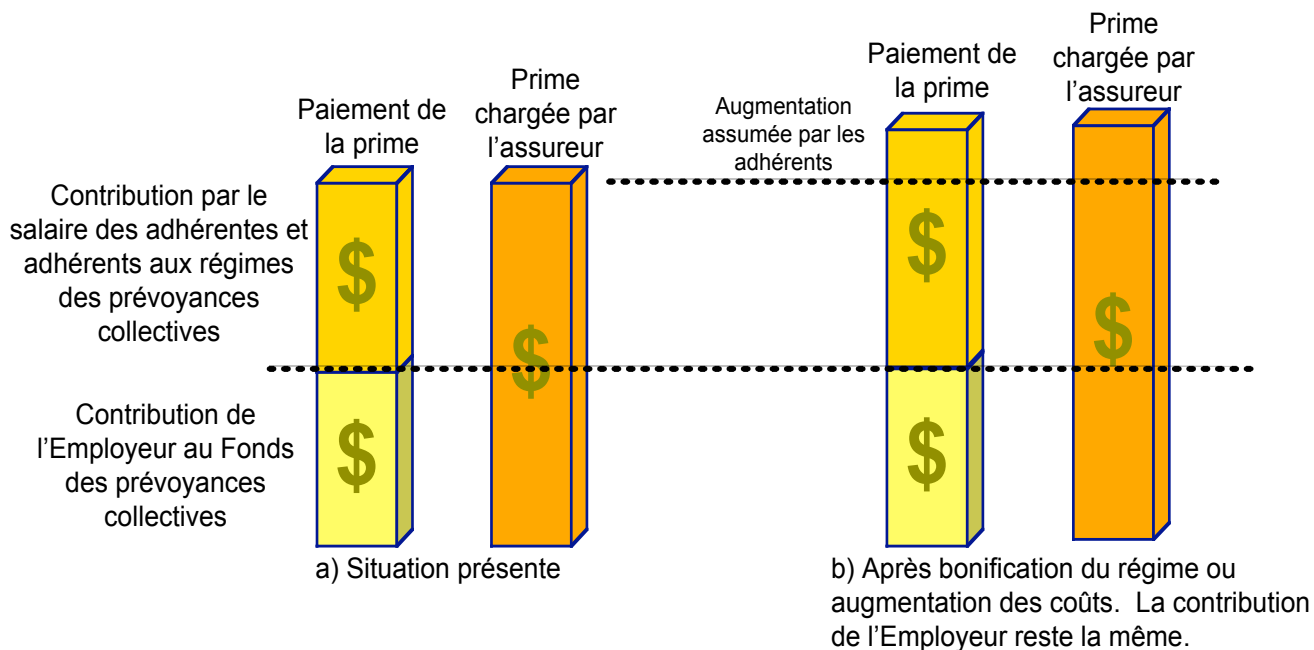 Paiement de
la prime
Prime
chargée par
l’assureur
Contribution par le
salaire des adhérentes et
adhérents aux régimes
des prévoyances
collectives
$
$
$
Contribution de
l’Employeur au Fonds
des prévoyances
collectives
a) Situation présente
Augmentation
assumée par les
adhérents
Paiement de
la prime
Prime
chargée par
l’assureur
$
$
$
b) Après bonification du régime ou
augmentation des coûts.  La contribution
de l’Employeur reste la même.